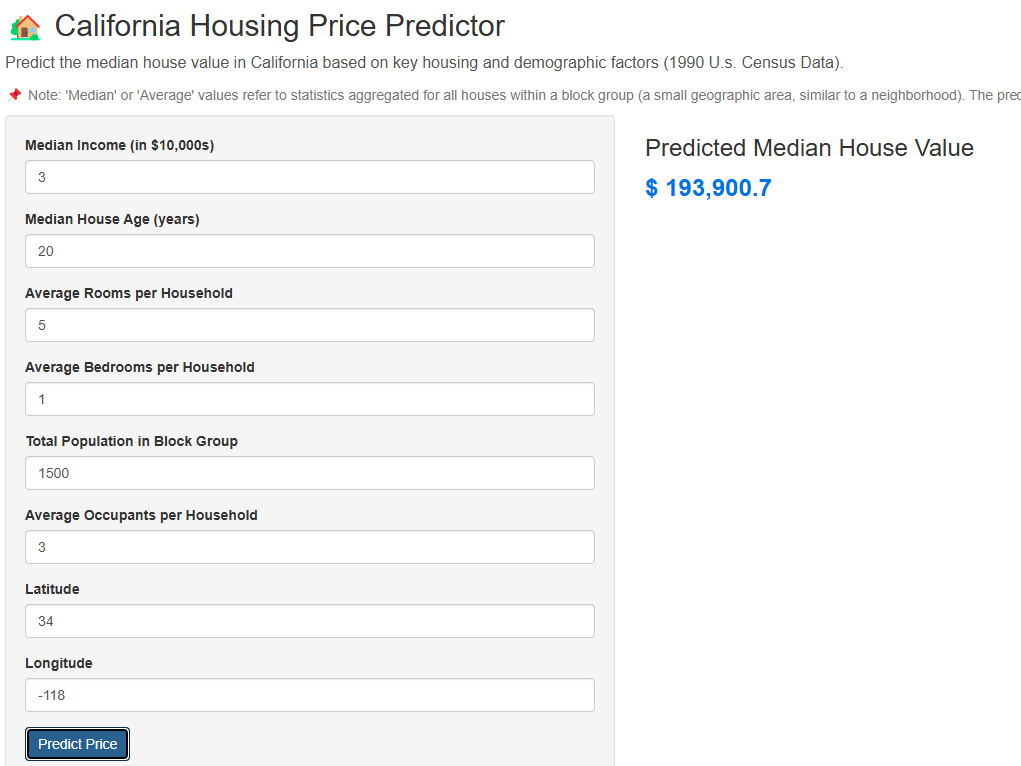 California Housing Price Predictor
Predict the median house value in California based on key housing and demographic factors (1990 U.s. Census Data).
Note: 'Median' or 'Average' values refer to statistics aggregated for all houses within a block group (a small geographic area, similar to a neighborhood). The
Median Income (in $10,000s)
3
Median House Age (years)
20
Average Rooms per Household
5
Average Bedrooms per Household
1
Total Population in Block Group
1500
Average Occupants per Household
3
Latitude
34
Longitude
-118
Predict Price
Predicted Median House Value
$ 193,900.7